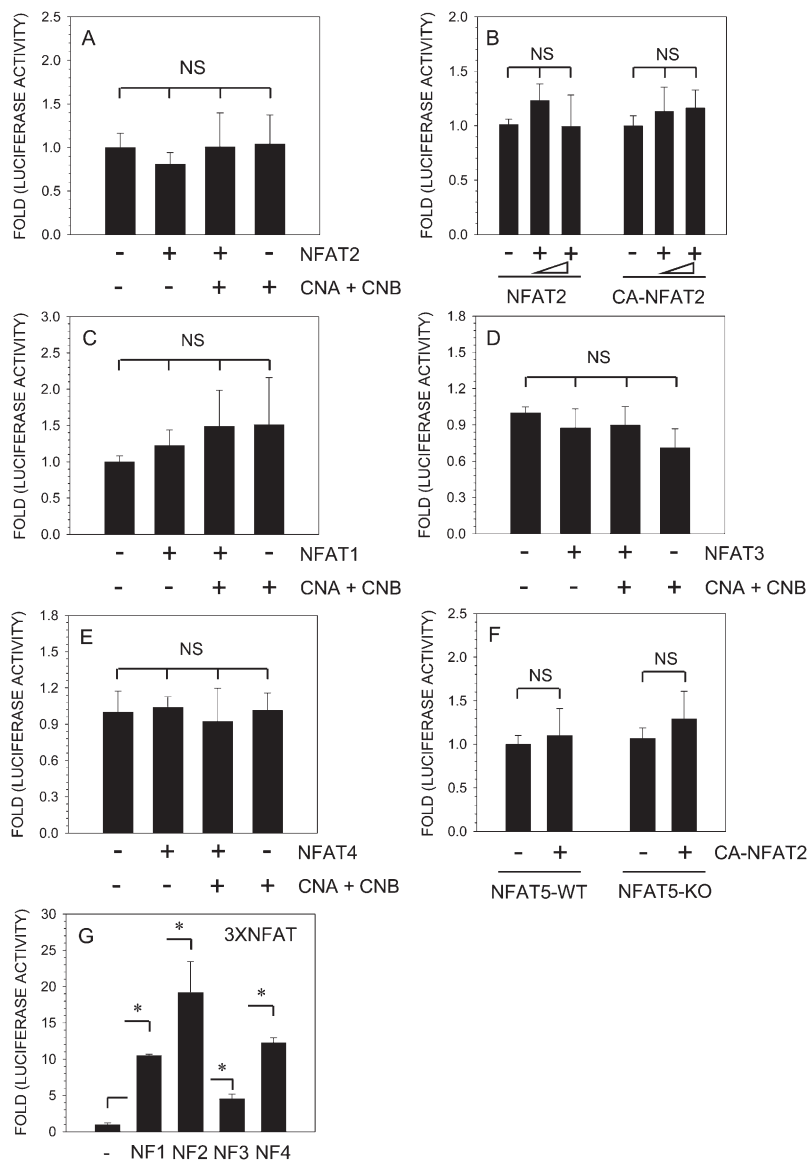 A
FOLD (LUCIFERASE ACTIVITY)
2.5
2.0
1.5
1.0
0.5
0.0
NS
- + + - NFAT2
- - + + CNA + CNB
B
FOLD (LUCIFERASE ACTIVITY)
2.0
1.5
1.0
0.5
0.0
NS NS
- + + - + +
NFAT2 CA-NFAT2
C
FOLD (LUCIFERASE ACTIVITY)
3.0
2.5
2.0
1.5
1.0
0.5
0.0
NS
- + + - NFAT1
- - + + CNA + CNB
D
FOLD (LUCIFERASE ACTIVITY)
1.8
1.5
1.2
0.9
0.6
0.3
0.0
NS
- + + - NFAT3
- - + + CNA + CNB
E
FOLD (LUCIFERASE ACTIVITY)
1.8
1.5
1.2
0.9
0.6
0.3
0.0
NS
- + + - NFAT4
- - + + CNA + CNB
F
FOLD (LUCIFERASE ACTIVITY)
2.5
2.0
1.5
1.0
0.5
0.0
NS NS
- + - + CA-NFAT2
NFAT5-WT NFAT5-KO
G 3XNFAT
FOLD (LUCIFERASE ACTIVITY)
30
25
20
15
10
5
0
* * * *
- NF1 NF2 NF3 NF4